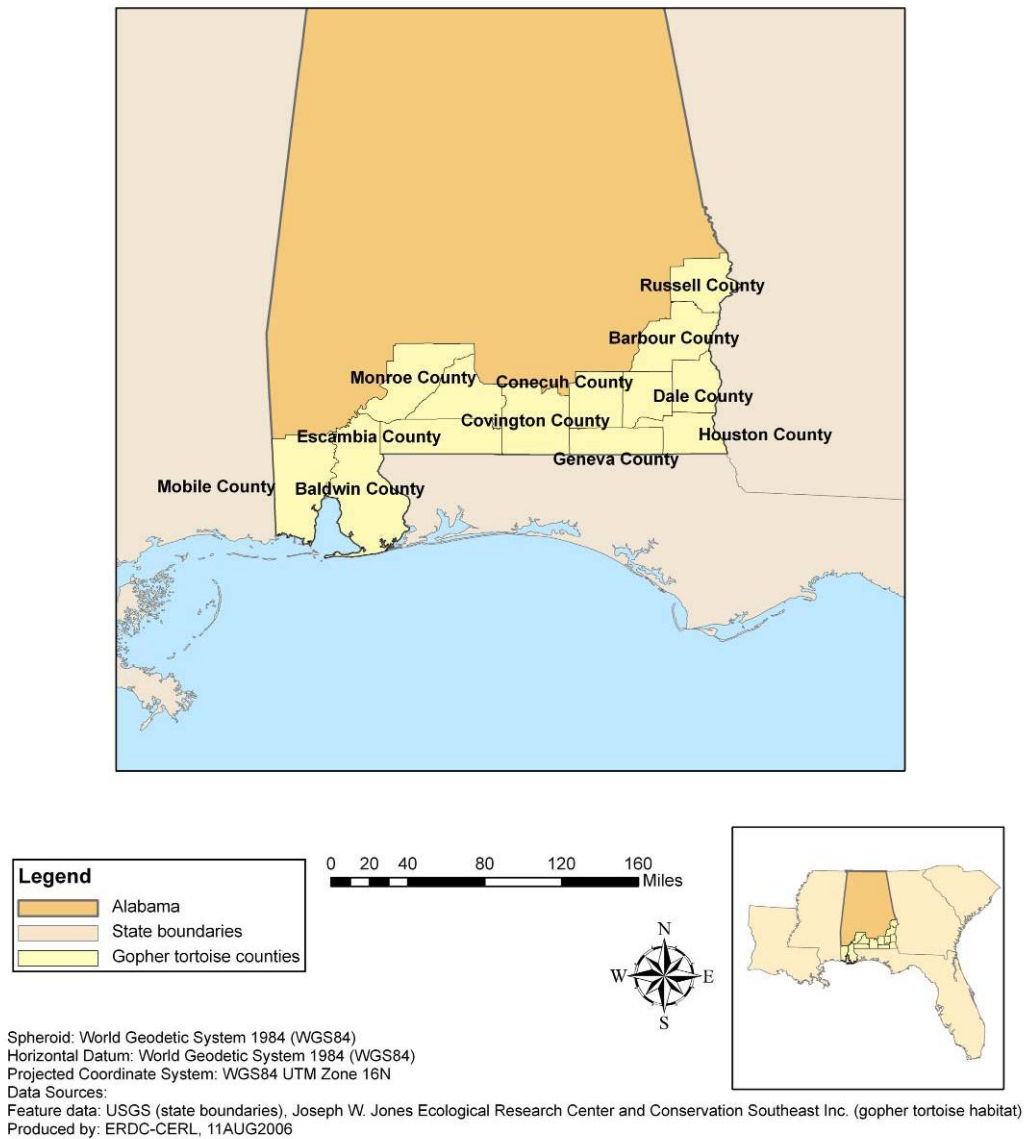 Russell County
Barbour County
Monroe County
Conecuh County
Dale County
Covington County
Escambia County
Houston County
Geneva County
Mobile County
Baldwin County
Legend
Alabama
State boundaries
Gopher tortoise counties
0 20 40 80 120 160
Miles
N
W E
S
Spheroid: World Geodetic System 1984 (WGS84)
Horizontal Datum: World Geodetic System 1984 (WGS84)
Projected Coordinate System: WGS84 UTM Zone 16N
Data Sources:
Feature data: USGS (state boundaries), Joseph W. Jones Ecological Research Center and Conservation Southeast Inc. (gopher tortoise habitat)
Produced by: ERDC-CERL, 11AUG2006